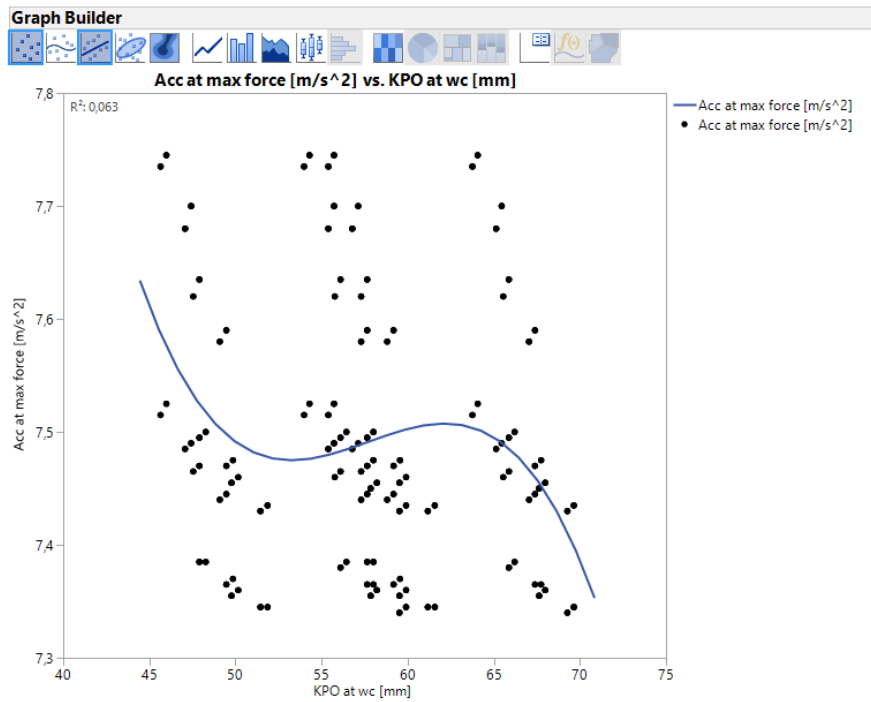 Graph Builder
Acc at max force [m/s^2] vs. KPO at wc [mm]
R²: 0,063
Acc at max force [m/s^2]
Acc at max force [m/s^2]
7,8
7,7
7,6
7,5
7,4
7,3
Acc at max force [m/s^2]
40 45 50 55 60 65 70 75
KPO at wc [mm]